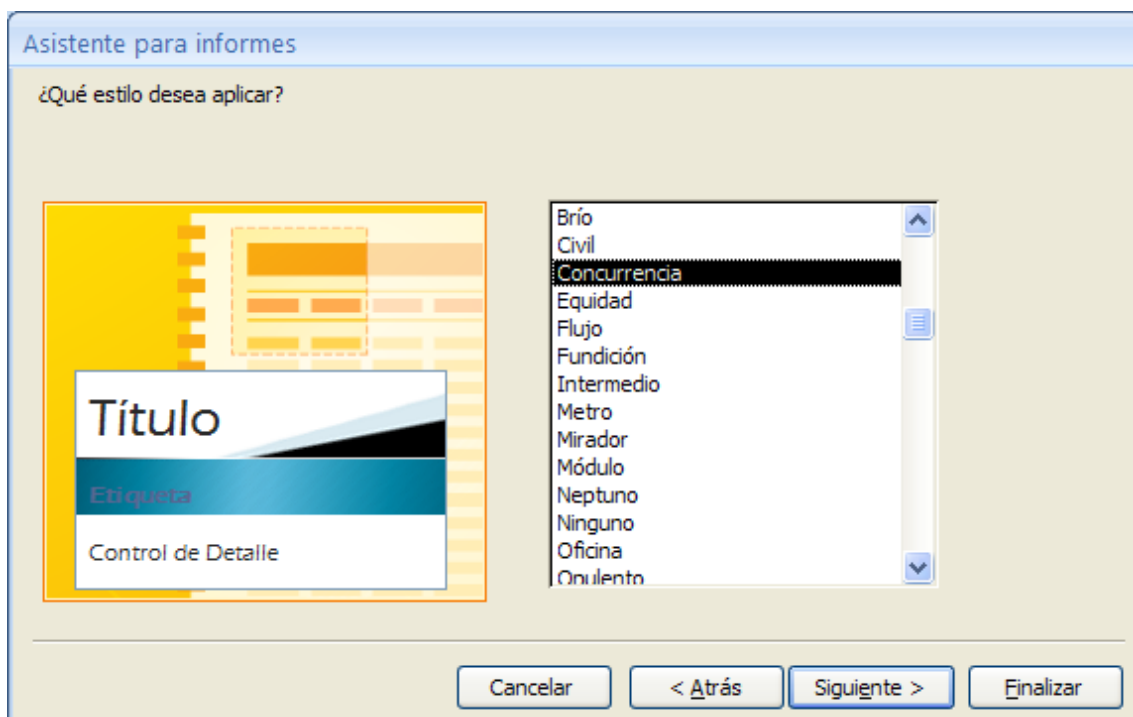 Asistente para informes
¿Qué estilo desea aplicar?
Título
Etiqueta
Control de Detalle
Brío
Civil
Concurrencia
Equidad
Flujo
Fundición
Intermedio
Metro
Mirador
Módulo
Neptuno
Ninguno
Oficina
Opulento
Cancelar
< Atrás
Siguiente >
Finalizar